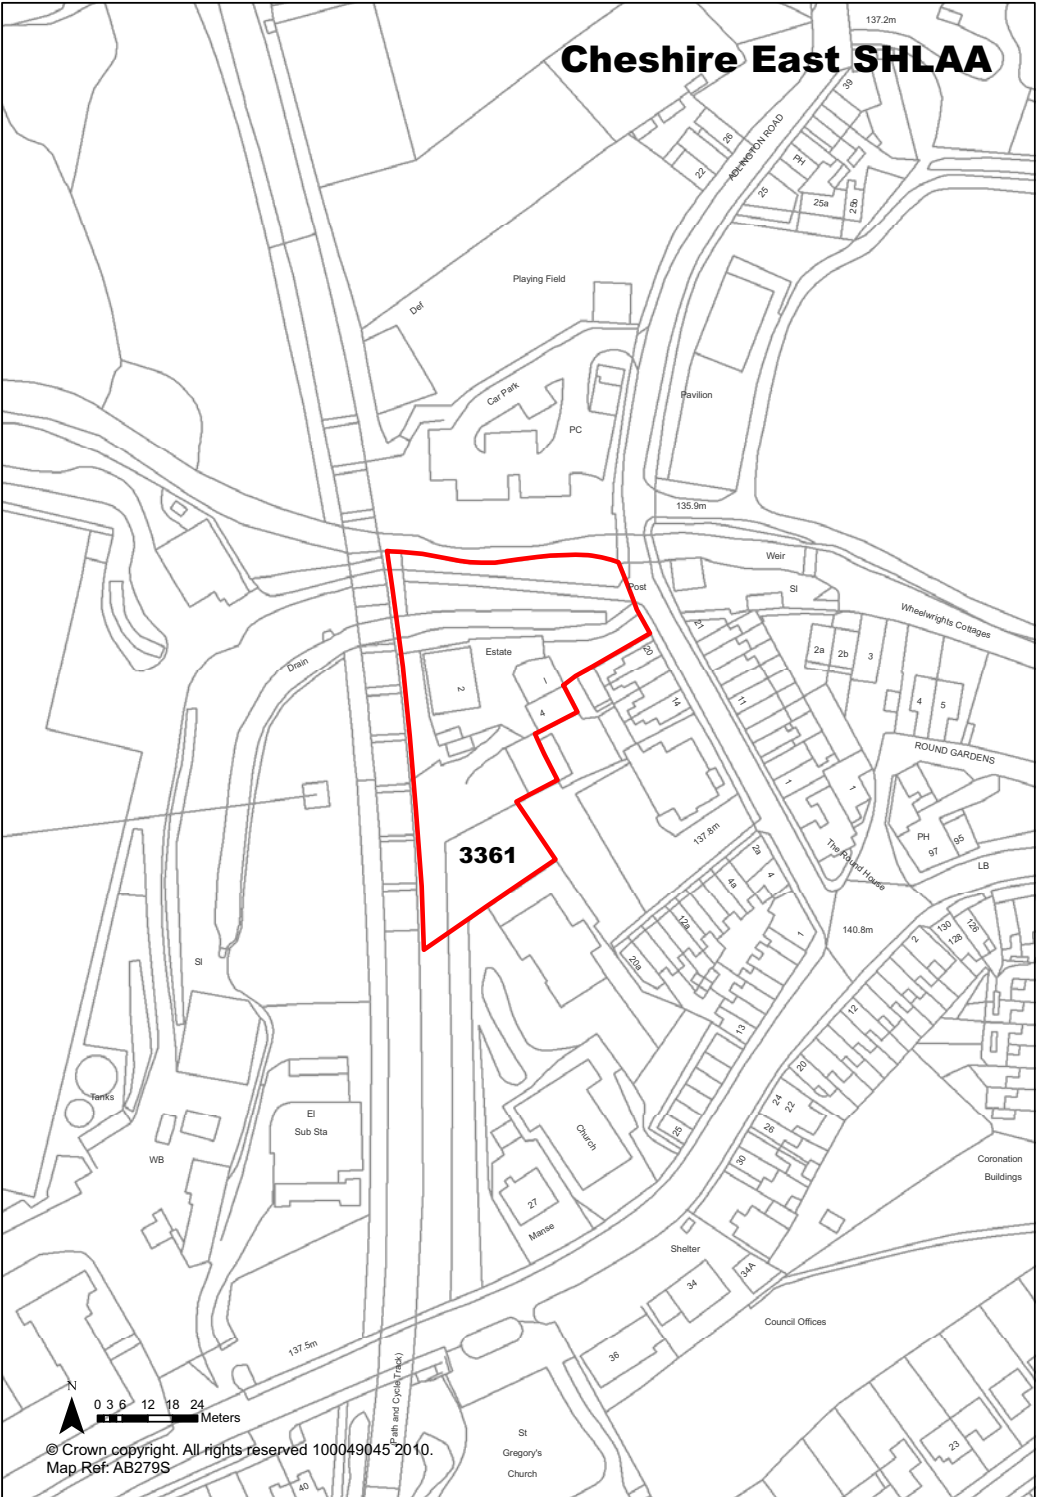 137.2m
Cheshire East SHLAA
39
ADLINGTON ROAD
26
PH
22
25
25a
25b
Playing Field
Def
Car Park
Pavilion
PC
135.9m
Weir
Post
SI
Wheelwrights Cottages
21
Estate
20
2a
2b
3
Drain
2
1
14
11
4
5
4
ROUND GARDENS
1
1
137.8m
PH
97
95
The Round House
3361
2a
LB
4a
4
12a
1
140.8m
2
130
128
126
20a
SI
12
13
20
Tanks
24
22
El
Sub Sta
26
25
Church
WB
30
Coronation
Buildings
27
Manse
Shelter
34
34A
Council Offices
137.5m
36
Path and Cycle Track)
N
0 3 6 12 18 24
Meters
St
Gregory's
Church
23
© Crown copyright. All rights reserved 100049045 2010.
Map Ref: AB279S
40